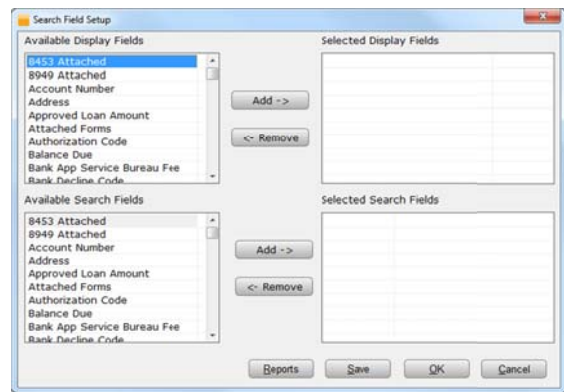 Search Field Setup
Available Display Fields
Selected Display Fields
8453 Attached
8949 Attached
Account Number
Address
Approved Loan Amount
Attached Forms
Authorization Code
Balance Due
Bank App Service Bureau Fee
Bank Decline Code
Add ->
<- Remove
Available Search Fields
Selected Search Fields
8453 Attached
8949 Attached
Account Number
Address
Approved Loan Amount
Attached Forms
Authorization Code
Balance Due
Bank App Service Bureau Fee
Bank Decline Code
Add ->
<- Remove
Reports
Save
OK
Cancel